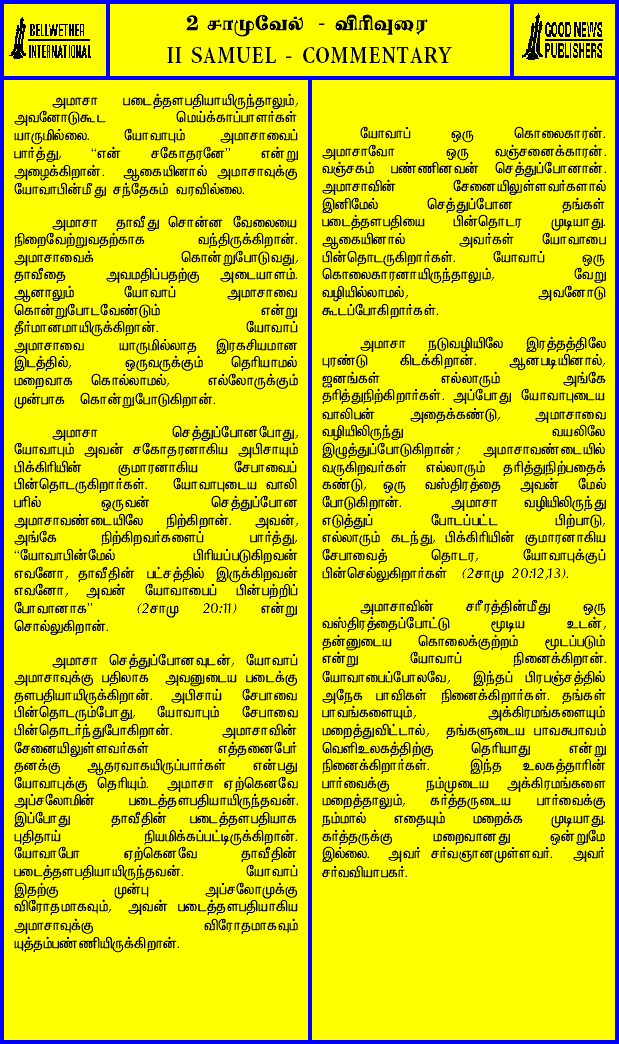 BELLWETHER
INTERNATIONAL
2 சாமுவேல் - விரிவுரை
II SAMUEL - COMMENTARY
GOOD NEWS
PUBLISHERS
அமாசா படைத்தளபதியாயிருந்தாலும்,
அவனோடுகூட மெய்க்காப்பாளர்கள்
யாருமில்லை. யோவாபும் அமாசாவைப்
பார்த்து, “என் சகோதரனே” என்று
அழைக்கிறான். ஆகையினால் அமாசாவுக்கு
யோவாபின்மீது சந்தேகம் வரவில்லை.
அமாசா தாவீது சொன்ன வேலையை
நிறைவேற்றுவதற்காக வந்திருக்கிறான்.
அமாசாவைக் கொன்றுபோடுவது,
தாவீதை அவமதிப்பதற்கு அடையாளம்.
ஆனாலும் யோவாப் அமாசாவை
கொன்றுபோடவேண்டும் என்று
தீர்மானமாயிருக்கிறான். யோவாப்
அமாசாவை யாருமில்லாத இரகசியமான
இடத்தில், ஒருவருக்கும் தெரியாமல்
மறைவாக கொல்லாமல், எல்லோருக்கும்
முன்பாக கொன்றுபோடுகிறான்.
அமாசா செத்துப்போனபோது,
யோவாபும் அவன் சகோதரனாகிய அபிசாயும்
பிக்கிரியின் குமாரனாகிய சேபாவைப்
பின்தொடருகிறார்கள். யோவாபுடைய வாலி
பரில் ஒருவன் செத்துப்போன
அமாசாவண்டையிலே நிற்கிறான். அவன்,
அங்கே நிற்கிறவர்களைப் பார்த்து,
“யோவாபின்மேல் பிரியப்படுகிறவன்
எவனோ, தாவீதின் பட்சத்தில் இருக்கிறவன்
எவனோ, அவன் யோவாபைப் பின்பற்றிப்
போவானாக” (2சாமு 20:11) என்று
சொல்லுகிறான்.
அமாசா செத்துப்போனவுடன், யோவாப்
அமாசாவுக்கு பதிலாக அவனுடைய படைக்கு
தளபதியாயிருக்கிறான். அபிசாய் சேபாவை
பின்தொடரும்போது, யோவாபும் சேபாவை
பின்தொடர்ந்துபோகிறான். அமாசாவின்
சேனையிலுள்ளவர்கள் எத்தனைபேர்
தனக்கு ஆதரவாகயிருப்பார்கள் என்பது
யோவாபுக்கு தெரியும். அமாசா ஏற்கெனவே
அப்சலோமின் படைத்தளபதியாயிருந்தவன்.
இப்போது தாவீதின் படைத்தளபதியாக
புதிதாய் நியமிக்கப்பட்டிருக்கிறான்.
யோவாபோ ஏற்கெனவே தாவீதின்
படைத்தளபதியாயிருந்தவன். யோவாப்
இதற்கு முன்பு அப்சலோமுக்கு
விரோதமாகவும், அவன் படைத்தளபதியாகிய
அமாசாவுக்கு விரோதமாகவும்
யுத்தம்பண்ணியிருக்கிறான்.
யோவாப் ஒரு கொலைகாரன்.
அமாசாவோ ஒரு வஞ்சனைக்காரன்.
வஞ்சகம் பண்ணினவன் செத்துப்போனான்.
அமாசாவின் சேனையிலுள்ளவர்களால்
இனிமேல் செத்துப்போன தங்கள்
படைத்தளபதியை பின்தொடர முடியாது.
ஆகையினால் அவர்கள் யோவாபை
பின்தொடருகிறார்கள். யோவாப் ஒரு
கொலைகாரனாயிருந்தாலும், வேறு
வழியில்லாமல், அவனோடு
கூடப்போகிறார்கள்.
அமாசா நடுவழியிலே இரத்தத்திலே
புரண்டு கிடக்கிறான். ஆனபடியினால்,
ஜனங்கள் எல்லாரும் அங்கே
தரித்துநிற்கிறார்கள். அப்போது யோவாபுடைய
வாலிபன் அதைக்கண்டு, அமாசாவை
வழியிலிருந்து வயலிலே
இழுத்துப்போடுகிறான்; அமாசாவண்டையில்
வருகிறவர்கள் எல்லாரும் தரித்துநிற்பதைக்
கண்டு, ஒரு வஸ்திரத்தை அவன் மேல்
போடுகிறான். அமாசா வழியிலிருந்து
எடுத்துப் போடப்பட்ட பிற்பாடு,
எல்லாரும் கடந்து, பிக்கிரியின் குமாரனாகிய
சேபாவைத் தொடர, யோவாபுக்குப்
பின்செல்லுகிறார்கள் (2சாமு 20:12,13).
அமாசாவின் சரீரத்தின்மீது ஒரு
வஸ்திரத்தைப்போட்டு மூடிய உடன்,
தன்னுடைய கொலைக்குற்றம் மூடப்படும்
என்று யோவாப் நினைக்கிறான்.
யோவாபைப்போலவே, இந்தப் பிரபஞ்சத்தில்
அநேக பாவிகள் நினைக்கிறார்கள். தங்கள்
பாவங்களையும், அக்கிரமங்களையும்
மறைத்துவிட்டால், தங்களுடைய பாவசுபாவம்
வெளிஉலகத்திற்கு தெரியாது என்று
நினைக்கிறார்கள். இந்த உலகத்தாரின்
பார்வைக்கு நம்முடைய அக்கிரமங்களை
மறைத்தாலும், கர்த்தருடைய பார்வைக்கு
நம்மால் எதையும் மறைக்க முடியாது.
கர்த்தருக்கு மறைவானது ஒன்றுமே
இல்லை. அவர் சர்வஞானமுள்ளவர். அவர்
சர்வவியாபகர்.